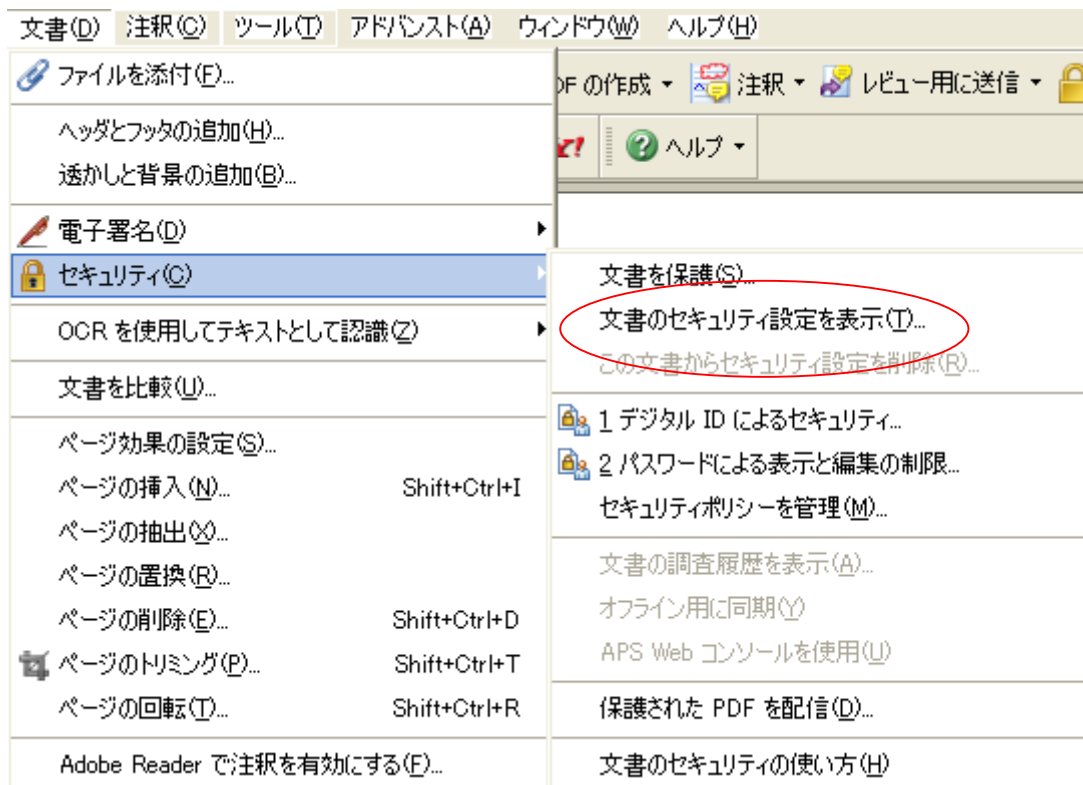 文書(D) 注釈(C) ツール(T) アドバンスト(A) ウィンドウ(W) ヘルプ(H)
の作成 注釈 レビュー用に送信
ヘルプ
ファイルを添付(F)...
ヘッダとフッタの追加(H)...
透かしと背景の追加(B)...
電子署名(D)
セキュリティ(C)
OCR を使用してテキストとして認識(Z)
文書を比較(U)...
ページ効果の設定(S)...
ページの挿入(N)... Shift+Ctrl+I
ページの抽出(X)...
ページの置換(R)...
ページの削除(E)... Shift+Ctrl+D
ページのトリミング(P)... Shift+Ctrl+T
ページの回転(T)... Shift+Ctrl+R
Adobe Reader で注釈を有効にする(F)...
文書を保護(S)...
文書のセキュリティ設定を表示(T)...
この文書からセキュリティ設定を削除(R)...
1 デジタル ID によるセキュリティ...
2 パスワードによる表示と編集の制限...
セキュリティポリシーを管理(M)...
文書の調査履歴を表示(A)...
オフライン用に同期(Y)
APS Web コンソールを使用(U)
保護された PDF を配信(D)...
文書のセキュリティの使い方(H)